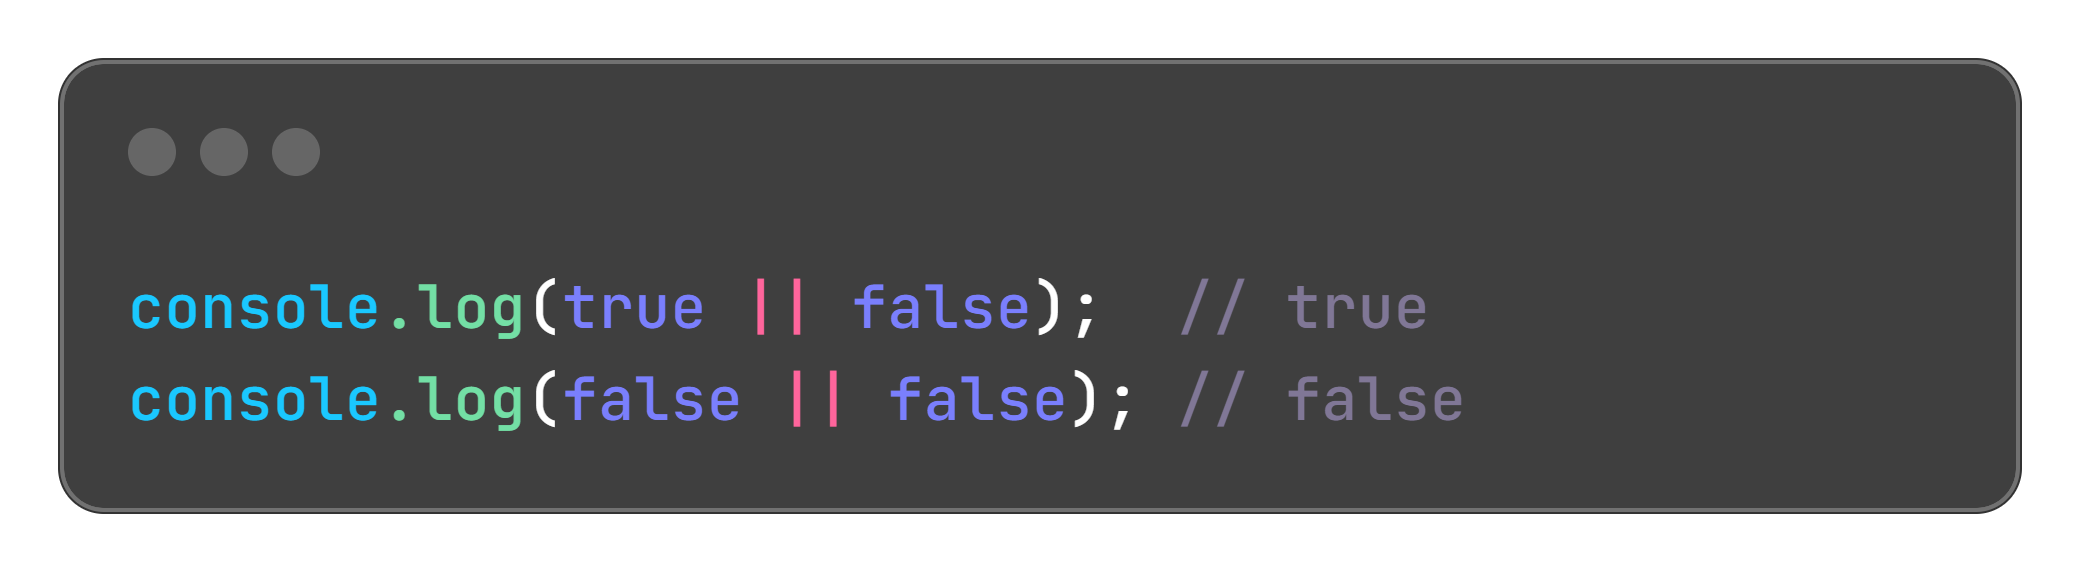 console.log(true || false);  // true
console.log(false || false); // false